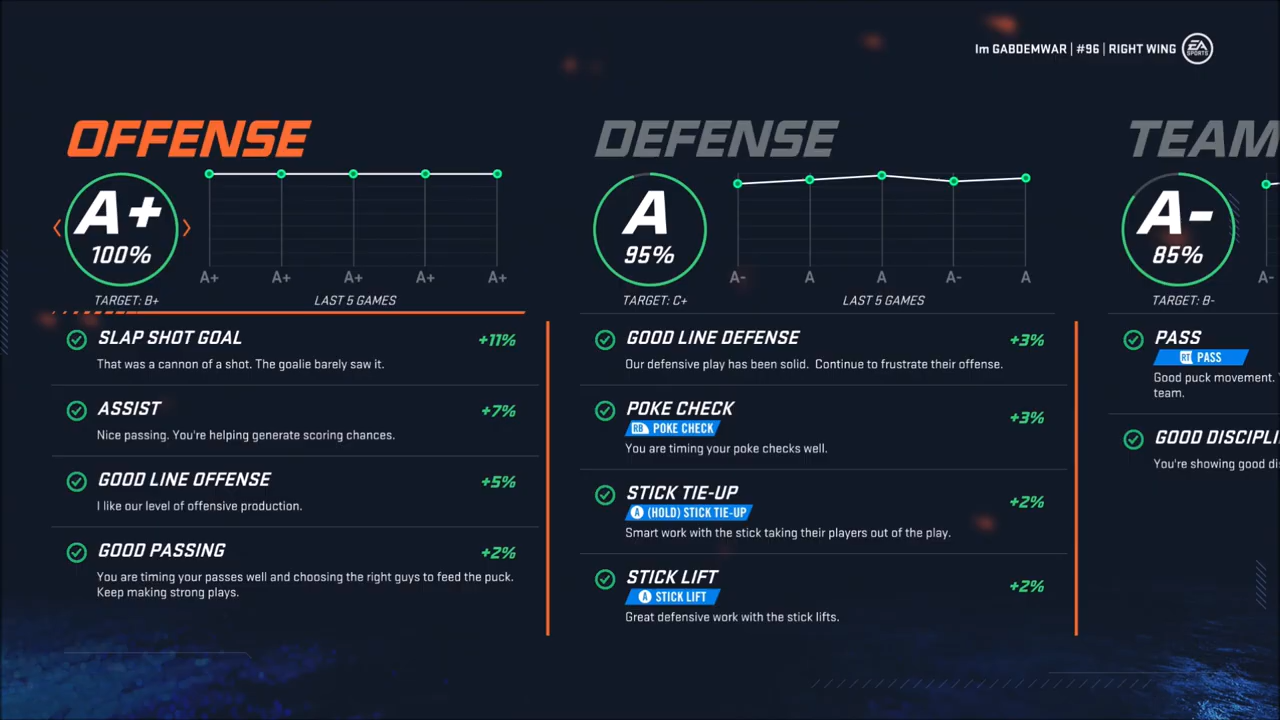 Im GABDEMWAR | #96 | RIGHT WING
EA SPORTS
OFFENSE
A+
100%
TARGET: B+
A+ A+ A+ A+ A+
LAST 5 GAMES
SLAP SHOT GOAL +11%
That was a cannon of a shot. The goalie barely saw it.
ASSIST +7%
Nice passing. You're helping generate scoring chances.
GOOD LINE OFFENSE +5%
I like our level of offensive production.
GOOD PASSING +2%
You are timing your passes well and choosing the right guys to feed the puck.
Keep making strong plays.
DEFENSE
A
95%
TARGET: C+
A- A A A- A
LAST 5 GAMES
GOOD LINE DEFENSE +3%
Our defensive play has been solid. Continue to frustrate their offense.
POKE CHECK +3%
RB POKE CHECK
You are timing your poke checks well.
STICK TIE-UP +2%
A (HOLD) STICK TIE-UP
Smart work with the stick taking their players out of the play.
STICK LIFT +2%
A STICK LIFT
Great defensive work with the stick lifts.
TEAM
A-
85%
TARGET: B-
A-
PASS
RT PASS
Good puck movement.
team.
GOOD DISCIPLI
You're showing good di